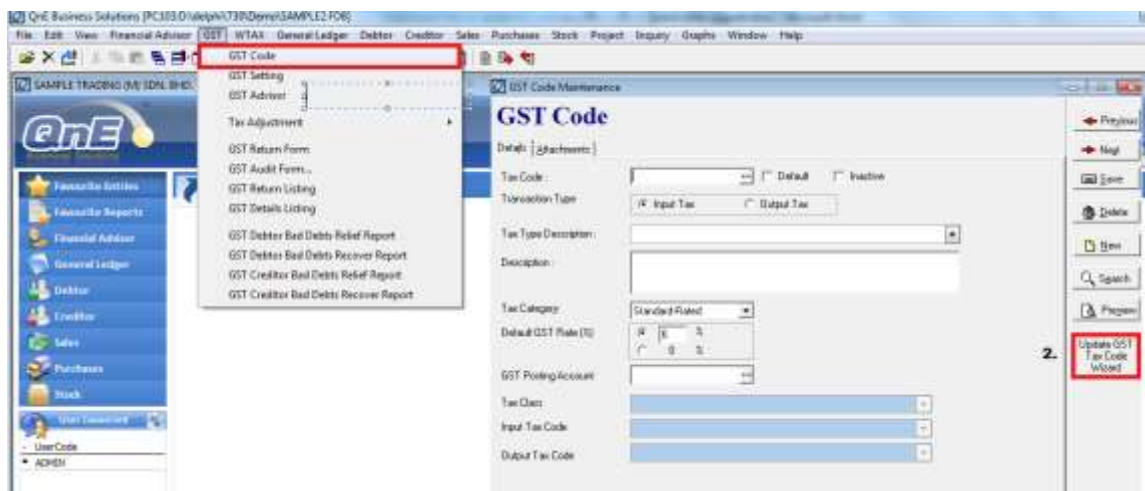 QnE Business Solutions [PC103:D:\delphi\730\Demo\SAMPLE2.FDB]
File Edit View Financial Advisor GST WTAX General Ledger Debtor Creditor Sales Purchases Stock Project Inquiry Graphs Window Help
GST Code
GST Setting
GST Advisor
Tax Adjustment
GST Return Form
GST Audit Form...
GST Return Listing
GST Details Listing
GST Debtor Bad Debts Relief Report
GST Debtor Bad Debts Recover Report
GST Creditor Bad Debts Relief Report
GST Creditor Bad Debts Recover Report
SAMPLE TRADING (M) SDN. BHD.
QnE
Favourite Entities
Favourite Reports
Financial Advisor
General Ledger
Debtor
Creditor
Sales
Purchases
Stock
User Connected
UserCode
ADMIN
GST Code Maintenance
GST Code
Details Attachments
Tax Code : Default Inactive
Transaction Type Input Tax Output Tax
Tax Type Description :
Description :
Tax Category Standard-Rated
Default GST Rate (%) 6 %
0 %
GST Posting Account
Tax Class
Input Tax Code
Output Tax Code
Previous
Next
Save
Delete
New
Search
Preview
2.
Update GST
Tax Code
Wizard